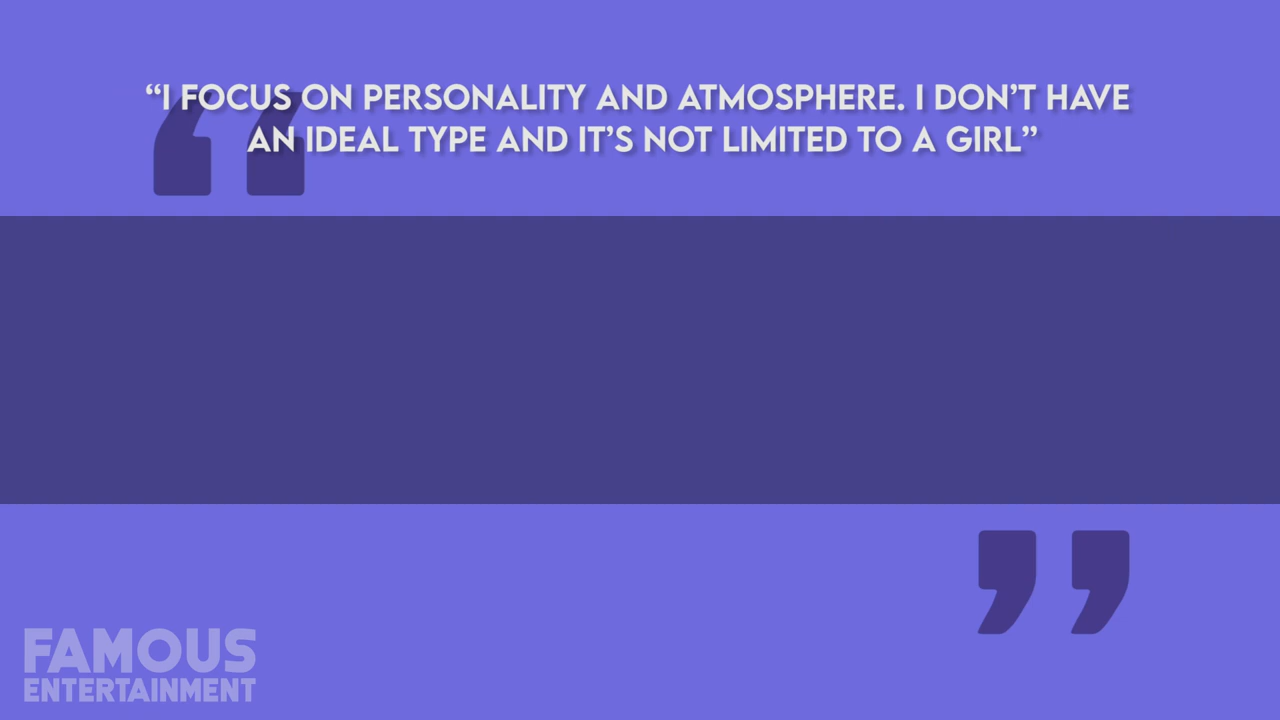 “I FOCUS ON PERSONALITY AND ATMOSPHERE. I DON’T HAVE
AN IDEAL TYPE AND IT’S NOT LIMITED TO A GIRL”
FAMOUS
ENTERTAINMENT